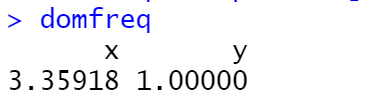 > domfreq
x y
3.35918 1.00000